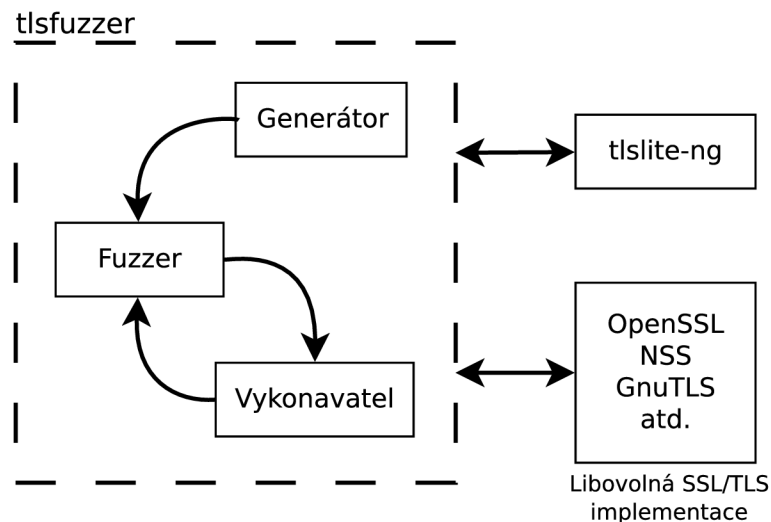 tlsfuzzer
Generátor
tlslite-ng
Fuzzer
OpenSSL
NSS
GnuTLS
atd.
Vykonavatel
Libovolná SSL/TLS
implementace